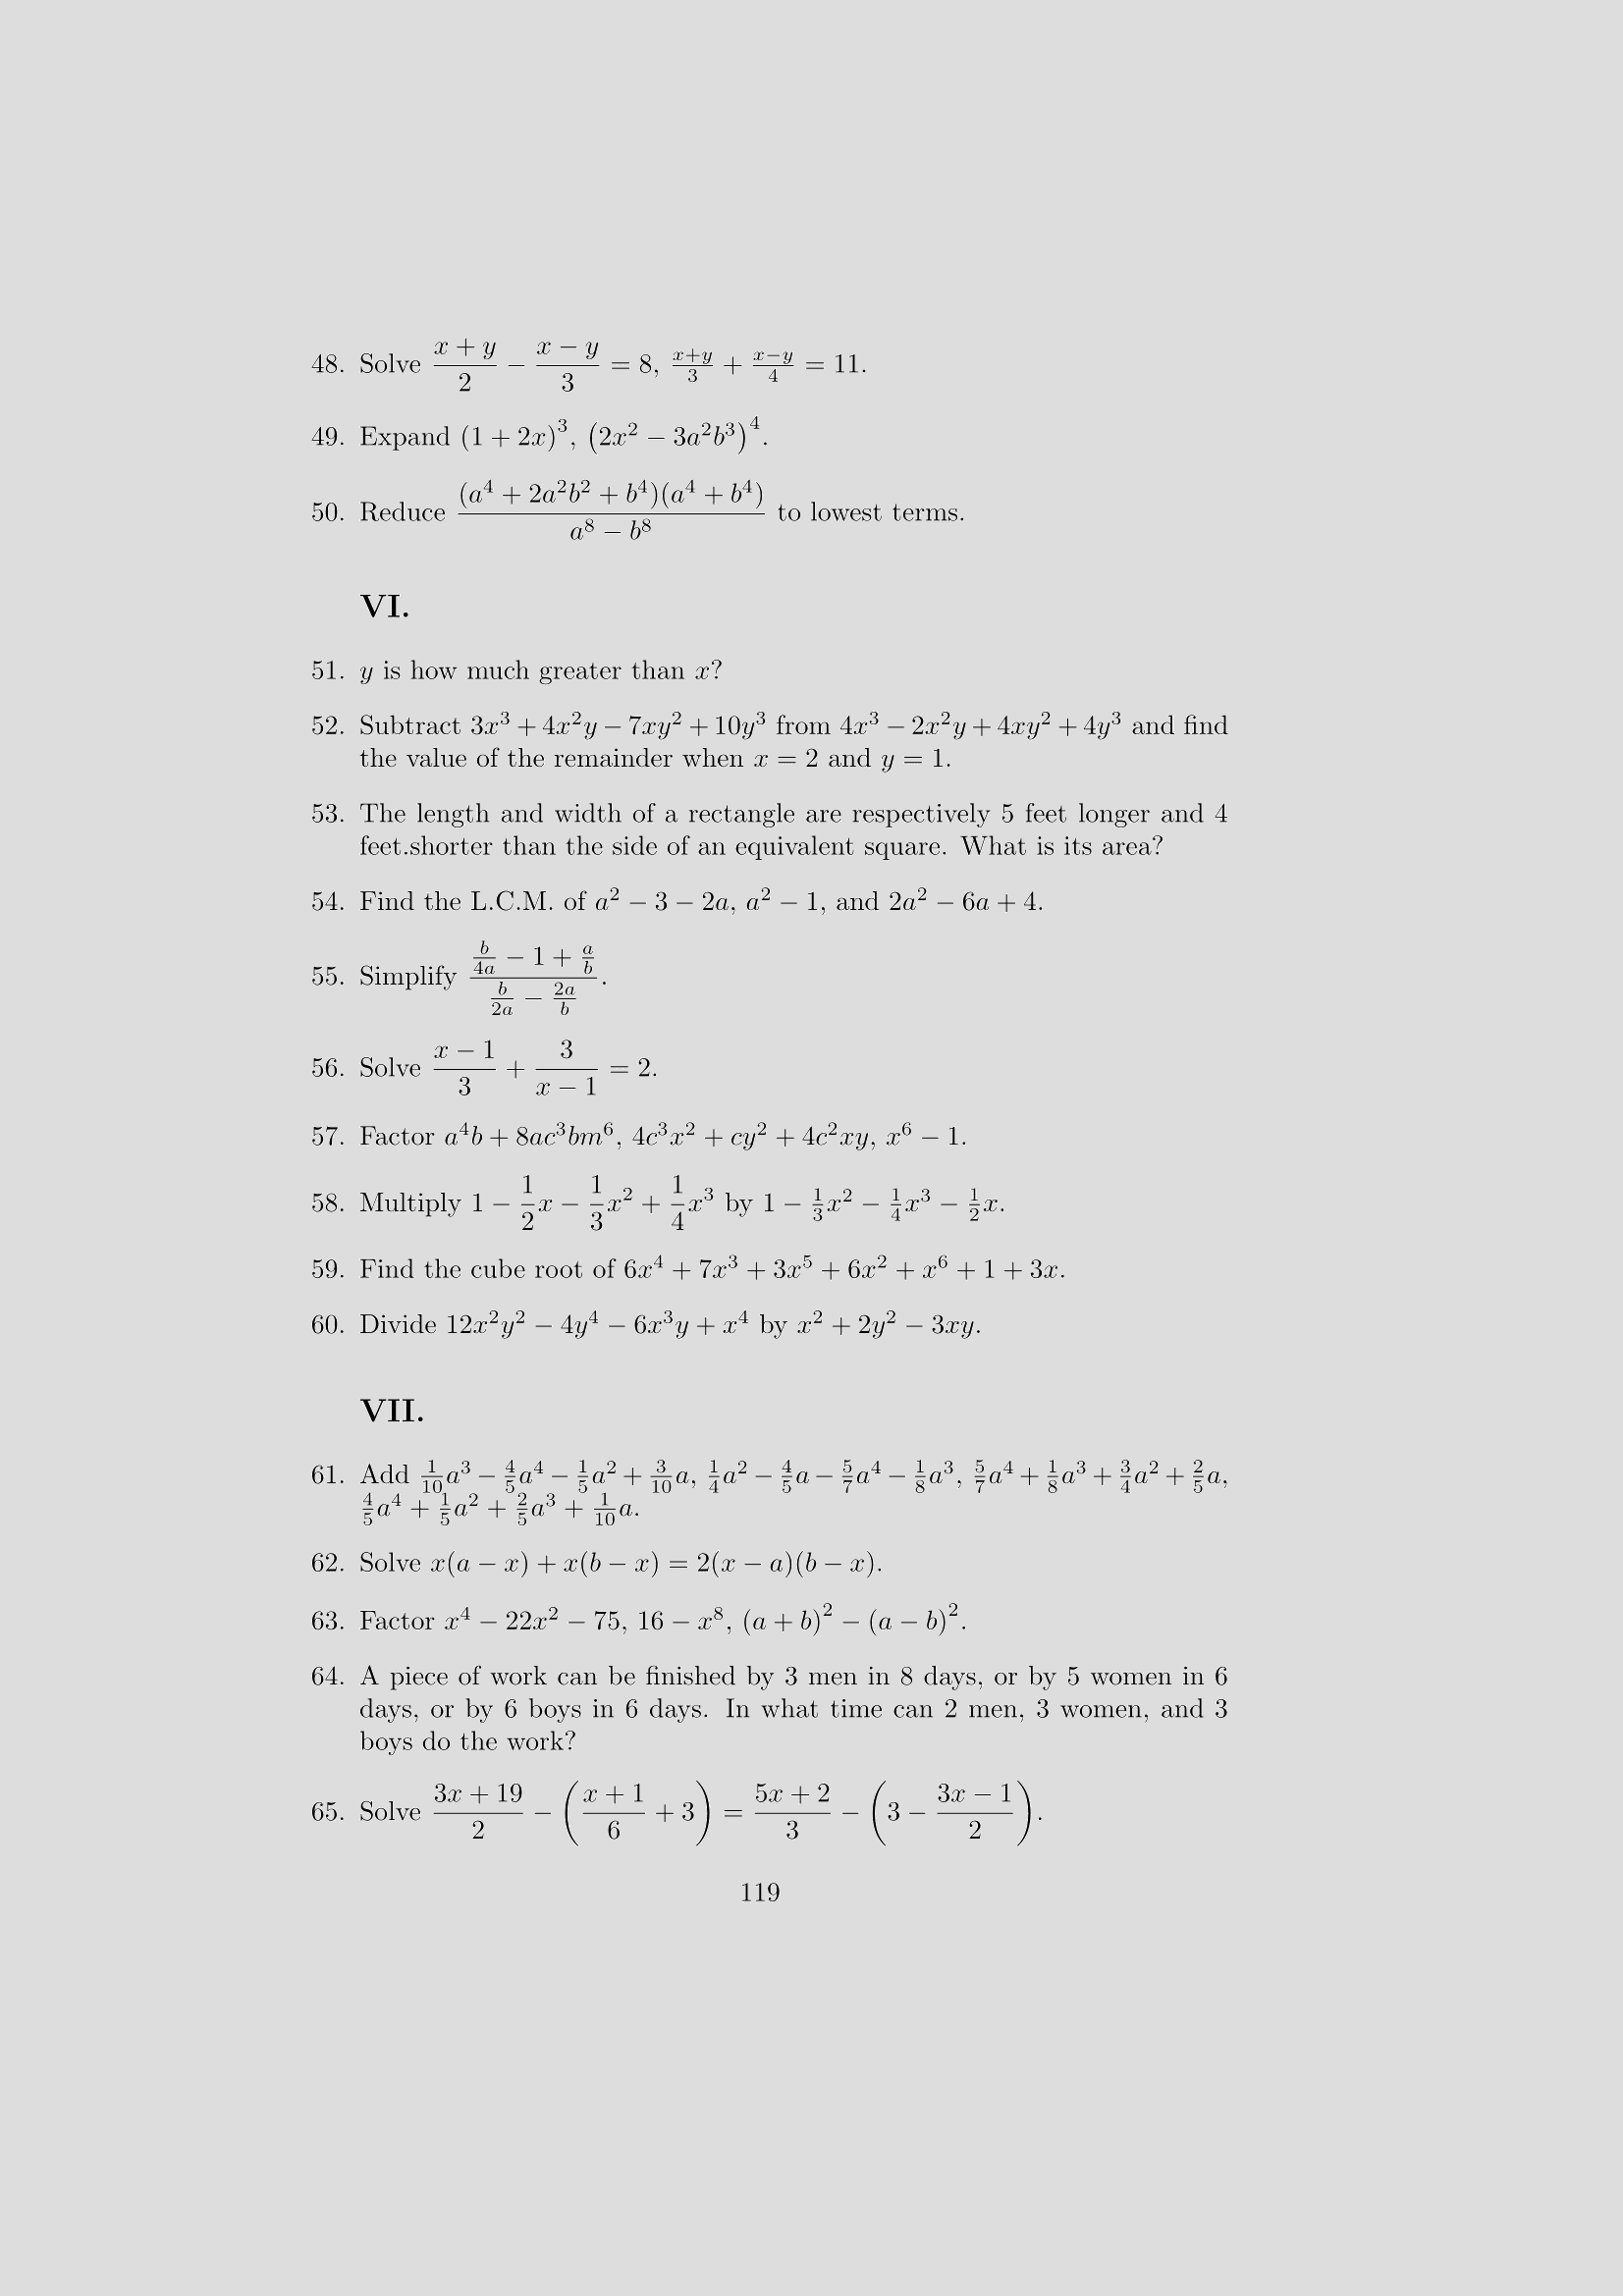 48. Solve $\dfrac{x+y}{2} - \dfrac{x-y}{3} = 8$, $\frac{x+y}{3} + \frac{x-y}{4} = 11$.
49. Expand $(1+2x)^3$, $\left(2x^2 - 3a^2b^3\right)^4$.
50. Reduce $\dfrac{(a^4+2a^2b^2+b^4)(a^4+b^4)}{a^8-b^8}$ to lowest terms.
VI.
51. $y$ is how much greater than $x$?
52. Subtract $3x^3+4x^2y-7xy^2+10y^3$ from $4x^3-2x^2y+4xy^2+4y^3$ and find
the value of the remainder when $x=2$ and $y=1$.
53. The length and width of a rectangle are respectively 5 feet longer and 4
feet.shorter than the side of an equivalent square. What is its area?
54. Find the L.C.M. of $a^2-3-2a$, $a^2-1$, and $2a^2-6a+4$.
55. Simplify $\dfrac{\frac{b}{4a}-1+\frac{a}{b}}{\frac{b}{2a}-\frac{2a}{b}}$.
56. Solve $\dfrac{x-1}{3} + \dfrac{3}{x-1} = 2$.
57. Factor $a^4b+8ac^3bm^6$, $4c^3x^2+cy^2+4c^2xy$, $x^6-1$.
58. Multiply $1-\dfrac{1}{2}x-\dfrac{1}{3}x^2+\dfrac{1}{4}x^3$ by $1-\frac{1}{3}x^2-\frac{1}{4}x^3-\frac{1}{2}x$.
59. Find the cube root of $6x^4+7x^3+3x^5+6x^2+x^6+1+3x$.
60. Divide $12x^2y^2-4y^4-6x^3y+x^4$ by $x^2+2y^2-3xy$.
VII.
61. Add $\frac{1}{10}a^3-\frac{4}{5}a^4-\frac{1}{5}a^2+\frac{3}{10}a$, $\frac{1}{4}a^2-\frac{4}{5}a-\frac{5}{7}a^4-\frac{1}{8}a^3$, $\frac{5}{7}a^4+\frac{1}{8}a^3+\frac{3}{4}a^2+\frac{2}{5}a$,
$\frac{4}{5}a^4+\frac{1}{5}a^2+\frac{2}{5}a^3+\frac{1}{10}a$.
62. Solve $x(a-x)+x(b-x)=2(x-a)(b-x)$.
63. Factor $x^4-22x^2-75$, $16-x^8$, $(a+b)^2-(a-b)^2$.
64. A piece of work can be finished by 3 men in 8 days, or by 5 women in 6
days, or by 6 boys in 6 days. In what time can 2 men, 3 women, and 3
boys do the work?
65. Solve $\dfrac{3x+19}{2} - \left(\dfrac{x+1}{6}+3\right) = \dfrac{5x+2}{3} - \left(3-\dfrac{3x-1}{2}\right)$.
119